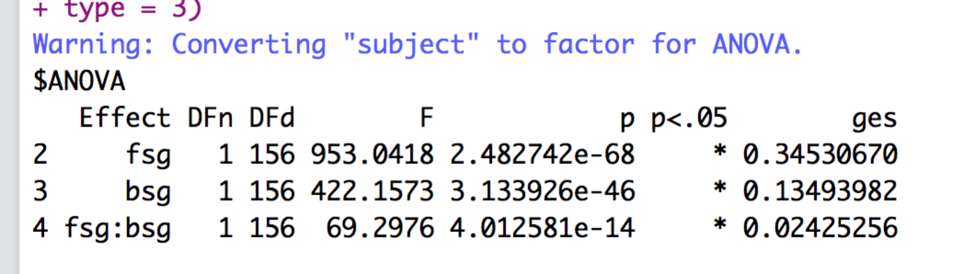 + type = 3)
Warning: Converting "subject" to factor for ANOVA.
$ANOVA
   Effect DFn DFd        F            p p<.05        ges
2     fsg   1 156 953.0418 2.482742e-68     * 0.34530670
3     bsg   1 156 422.1573 3.133926e-46     * 0.13493982
4 fsg:bsg   1 156  69.2976 4.012581e-14     * 0.02425256